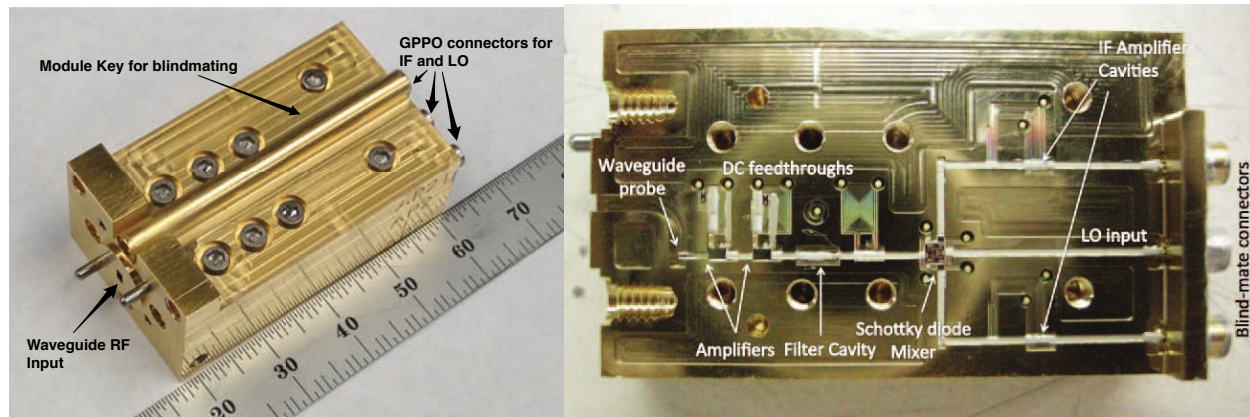 GPPO connectors for
IF and LO
Module Key for blindmating
Waveguide RF
Input
20
30
40
50
60
70
IF Amplifier
Cavities
Waveguide
probe
DC feedthroughs
LO input
Schottky diode
Mixer
Amplifiers
Filter Cavity
Blind-mate connectors